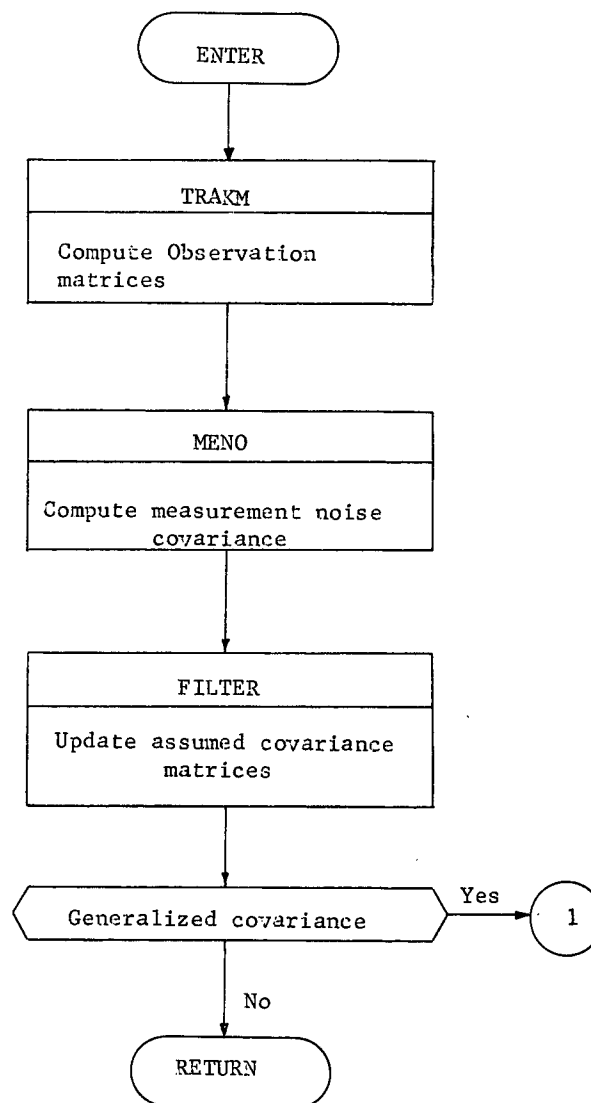 ENTER
TRAKM
Compute Observation
matrices
MENO
Compute measurement noise
covariance
FILTER
Update assumed covariance
matrices
Generalized covariance
Yes
1
No
RETURN